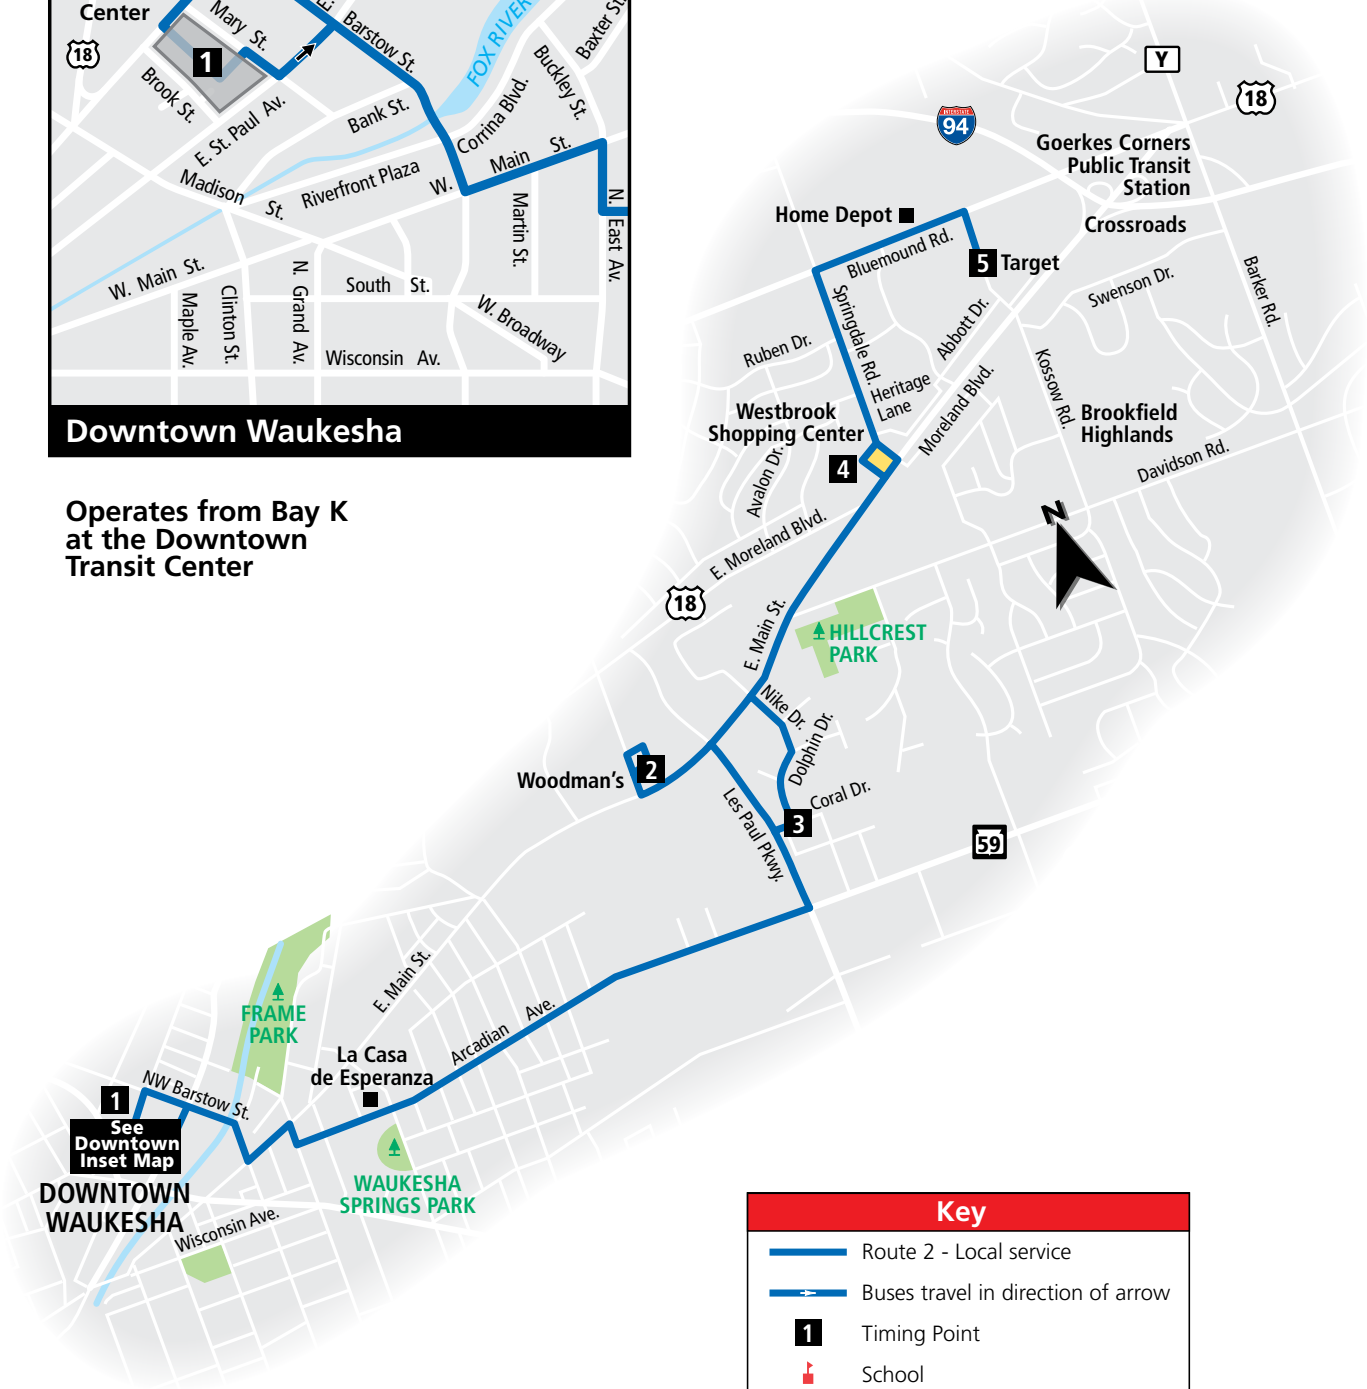 Center
18
Mary St.
1
Brook St.
E. St. Paul Av.
Barstow St.
FOX RIVER
Baxter St.
Buckley St.
Corrina Blvd.
Bank St.
Riverfront Plaza
W. Main St.
Madison St.
Martin St.
N. East Av.
W. Main St.
Maple Av.
Clinton St.
N. Grand Av.
South St.
W. Broadway
Wisconsin Av.
Downtown Waukesha
Operates from Bay K
at the Downtown
Transit Center
Y
18
INTERSTATE
94
Goerkes Corners
Public Transit
Station
Crossroads
Home Depot
Bluemound Rd.
5 Target
Swenson Dr.
Barker Rd.
Springdale Rd.
Abbott Dr.
Ruben Dr.
Heritage
Lane
Moreland Blvd.
Kossow Rd.
Westbrook
Shopping Center
Brookfield
Highlands
4
Davidson Rd.
Avalon Dr.
N
E. Moreland Blvd.
18
E. Main St.
HILLCREST
PARK
Nike Dr.
Dolphin Dr.
2
Woodman's
Coral Dr.
Les Paul Pkwy.
3
59
E. Main St.
FRAME
PARK
Arcadian Ave.
La Casa
de Esperanza
NW Barstow St.
1
See
Downtown
Inset Map
DOWNTOWN
WAUKESHA
WAUKESHA
SPRINGS PARK
Wisconsin Ave.
Key
Route 2 - Local service
Buses travel in direction of arrow
1 Timing Point
School